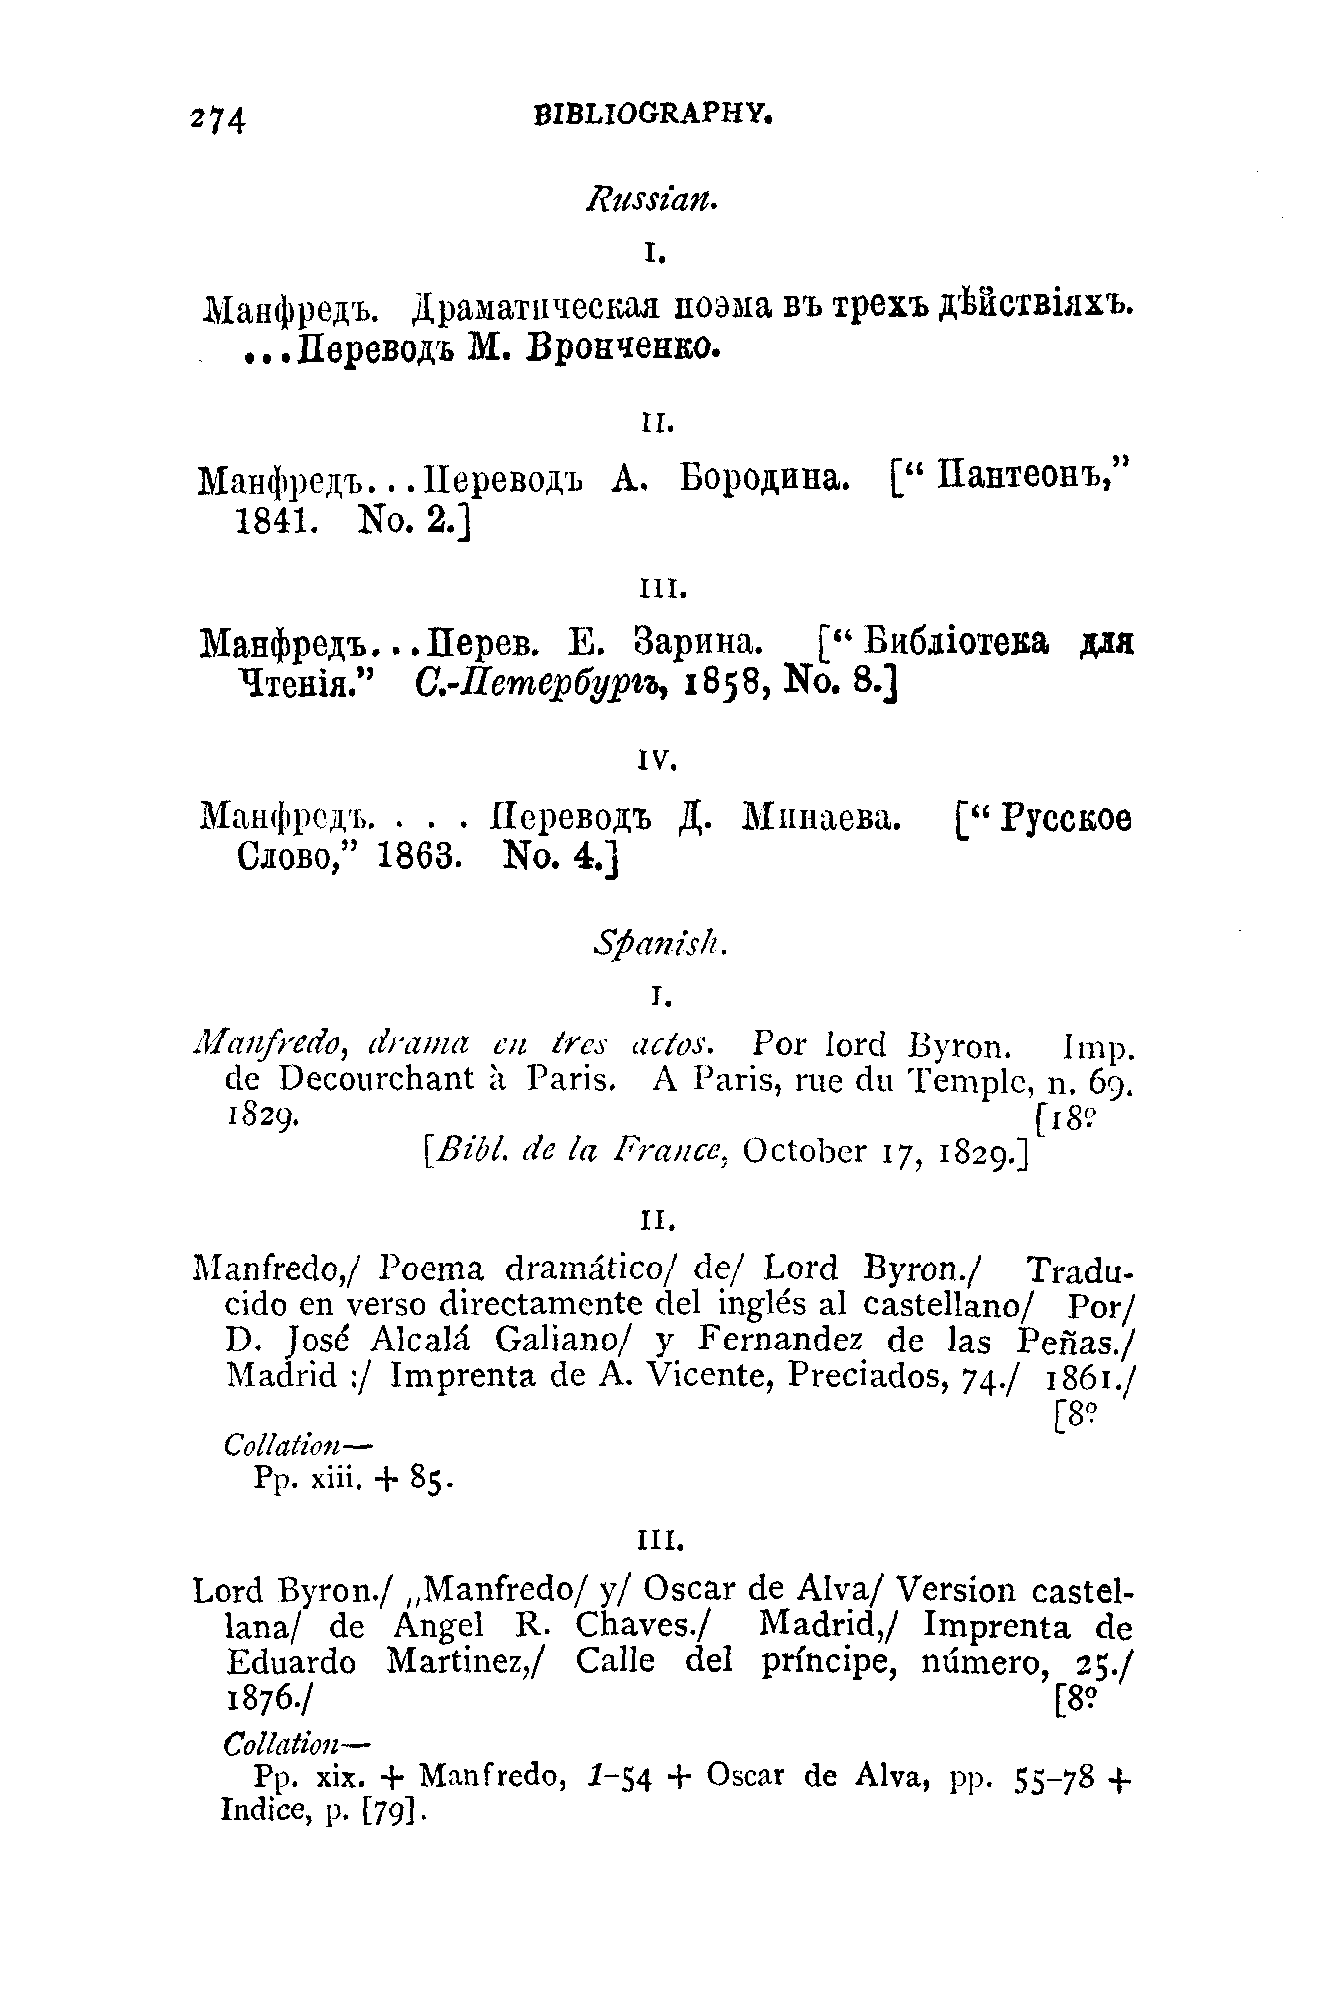 274 BIBLIOGRAPHY.
Russian.
I.
Манфредъ. Драматическая поэма въ трехъ дѣйствіяхъ.
...Переводъ М. Вронченко.
II.
Манфредъ...Переводъ А. Бородина. [“ Пантеонъ,”
1841. No. 2.]
III.
Манфредъ...Перев. Е. Зарина. [“ Библіотека для
Чтенія.” С.-Петербургъ, 1858, No. 8.]
IV.
Манфредъ. . . . Переводъ Д. Минаева. [“ Русское
Слово,” 1863. No. 4.]
Spanish.
I.
Manfredo, drama en tres actos. Por lord Byron. Imp.
de Decourchant à Paris. A Paris, rue du Temple, n. 69.
1829. [18º
[Bibl. de la France, October 17, 1829.]
II.
Manfredo,/ Poema dramático/ de/ Lord Byron./ Tradu-
cido en verso directamente del inglés al castellano/ Por/
D. José Alcalá Galiano/ y Fernandez de las Peñas./
Madrid :/ Imprenta de A. Vicente, Preciados, 74./ 1861./
[8º
Collation—
Pp. xiii. + 85.
III.
Lord Byron./ „Manfredo/ y/ Oscar de Alva/ Version castel-
lana/ de Angel R. Chaves./ Madrid,/ Imprenta de
Eduardo Martinez,/ Calle del príncipe, número, 25./
1876./ [8º
Collation—
Pp. xix. + Manfredo, 1–54 + Oscar de Alva, pp. 55–78 +
Indice, p. [79].